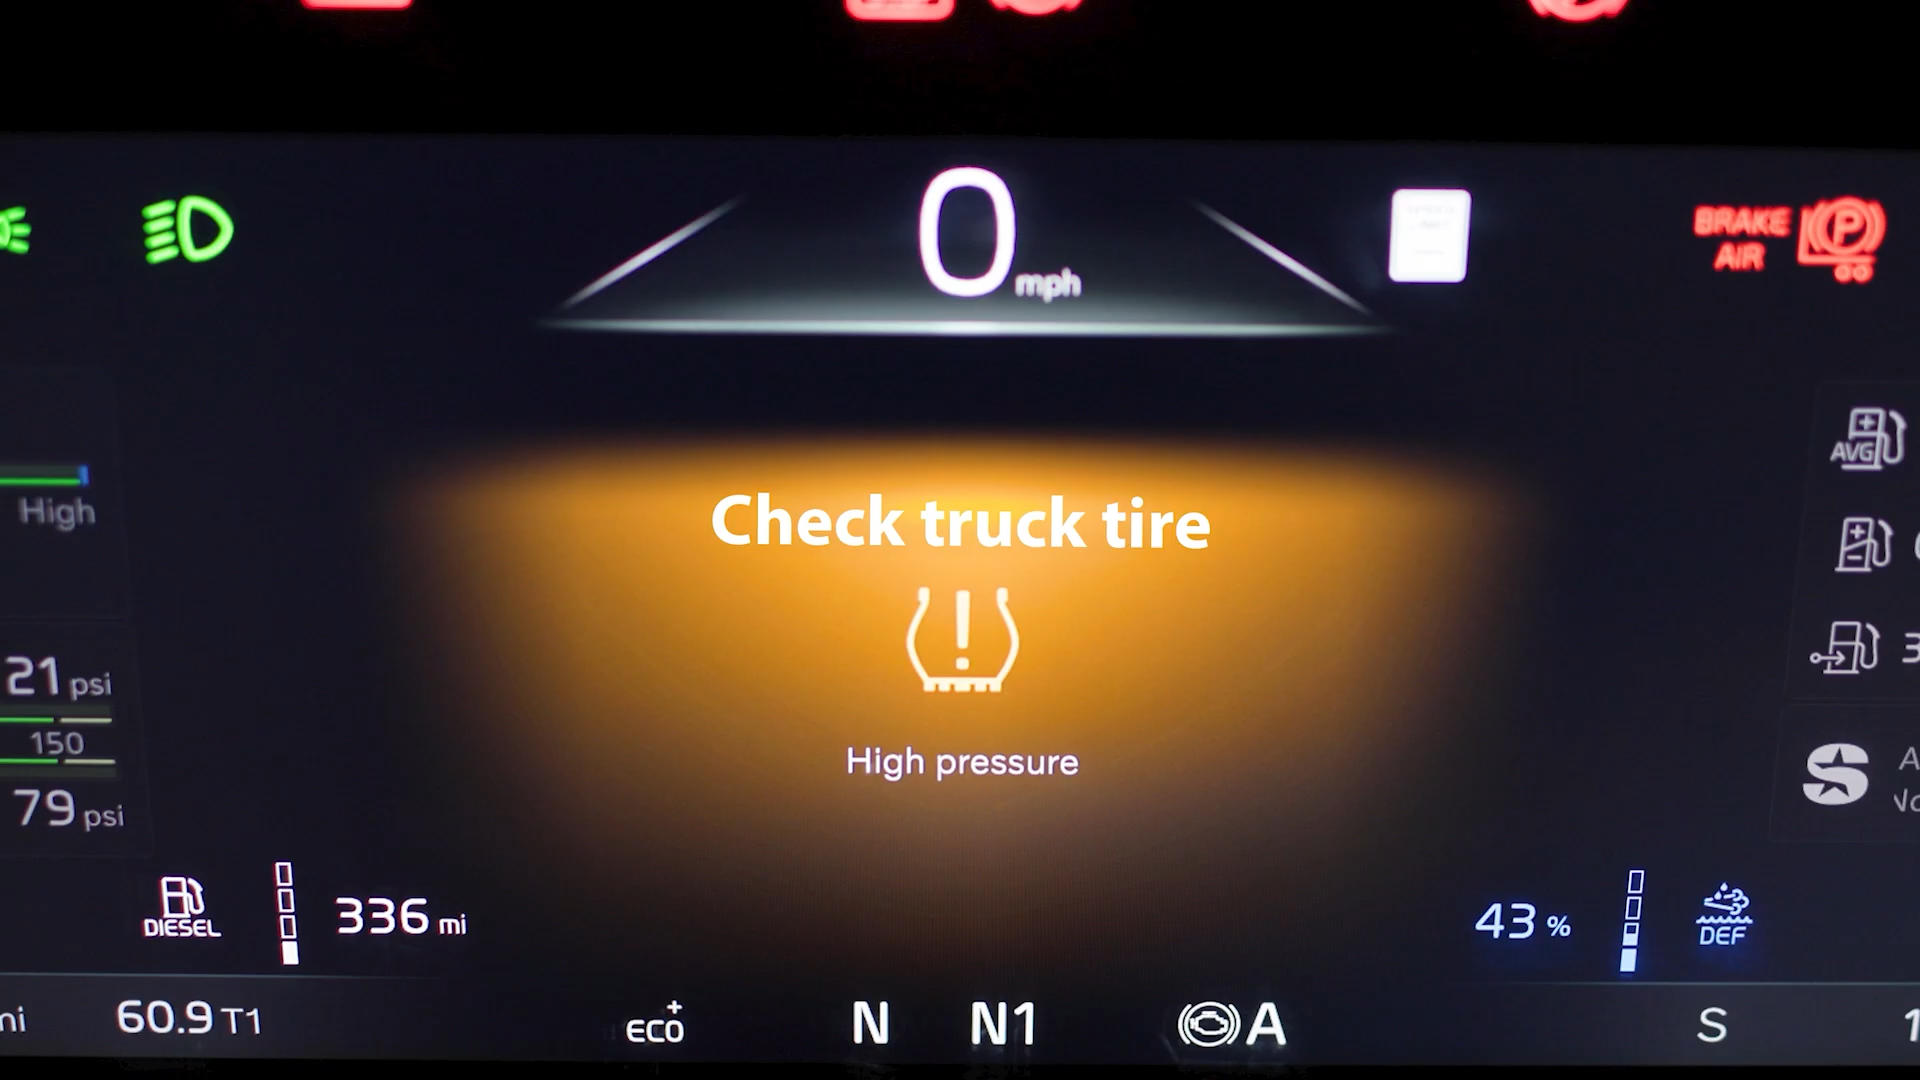 0 mph
BRAKE
AIR
P
High
AVG
Check truck tire
21 psi
150
79 psi
High pressure
DIESEL
336 mi
43 %
DEF
mi
60.9 T1
eco+
N
N1
A
S